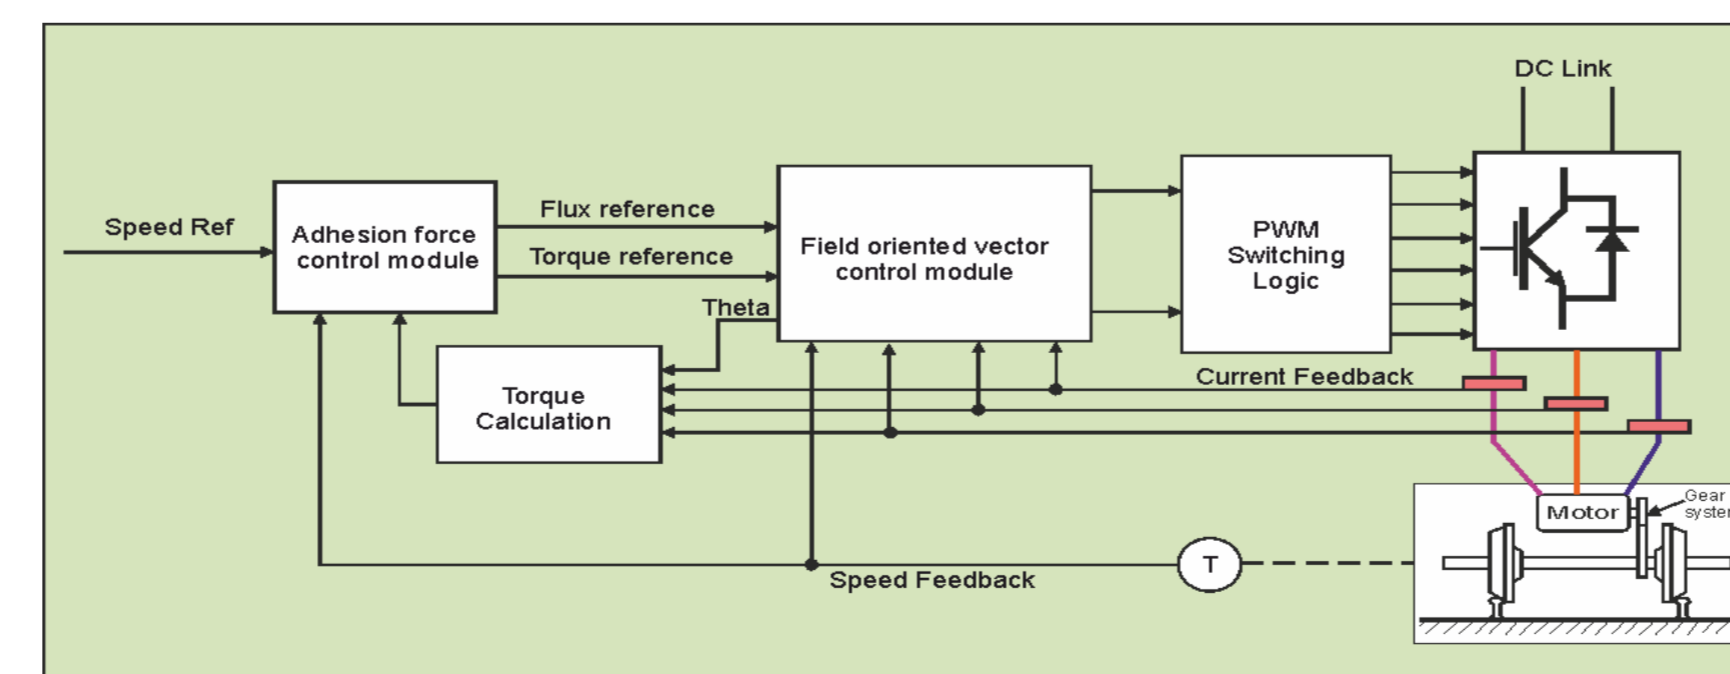 DC Link
Speed Ref
Adhesion force
control module
Flux reference
Torque reference
Theta
Field oriented vector
control module
PWM
Switching
Logic
Current Feedback
Torque
Calculation
Motor
Gear
Speed Feedback
T